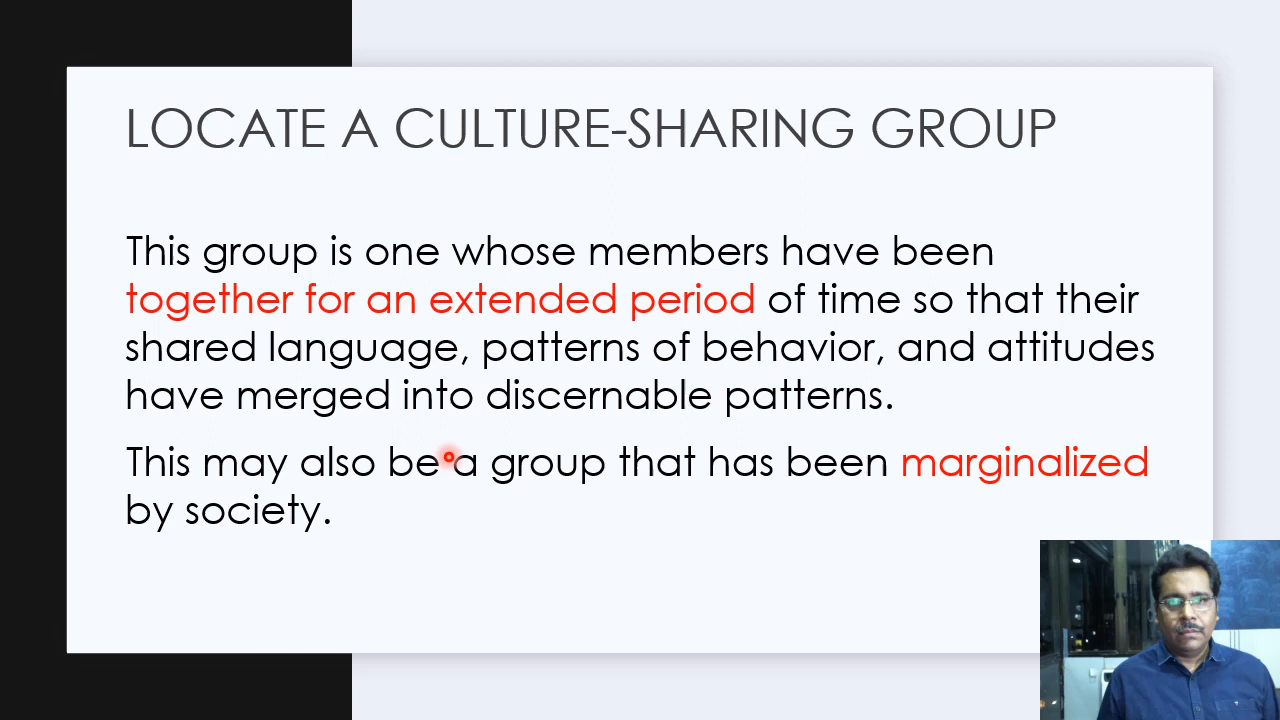 LOCATE A CULTURE-SHARING GROUP
This group is one whose members have been
together for an extended period of time so that their
shared language, patterns of behavior, and attitudes
have merged into discernable patterns.
This may also be a group that has been marginalized
by society.